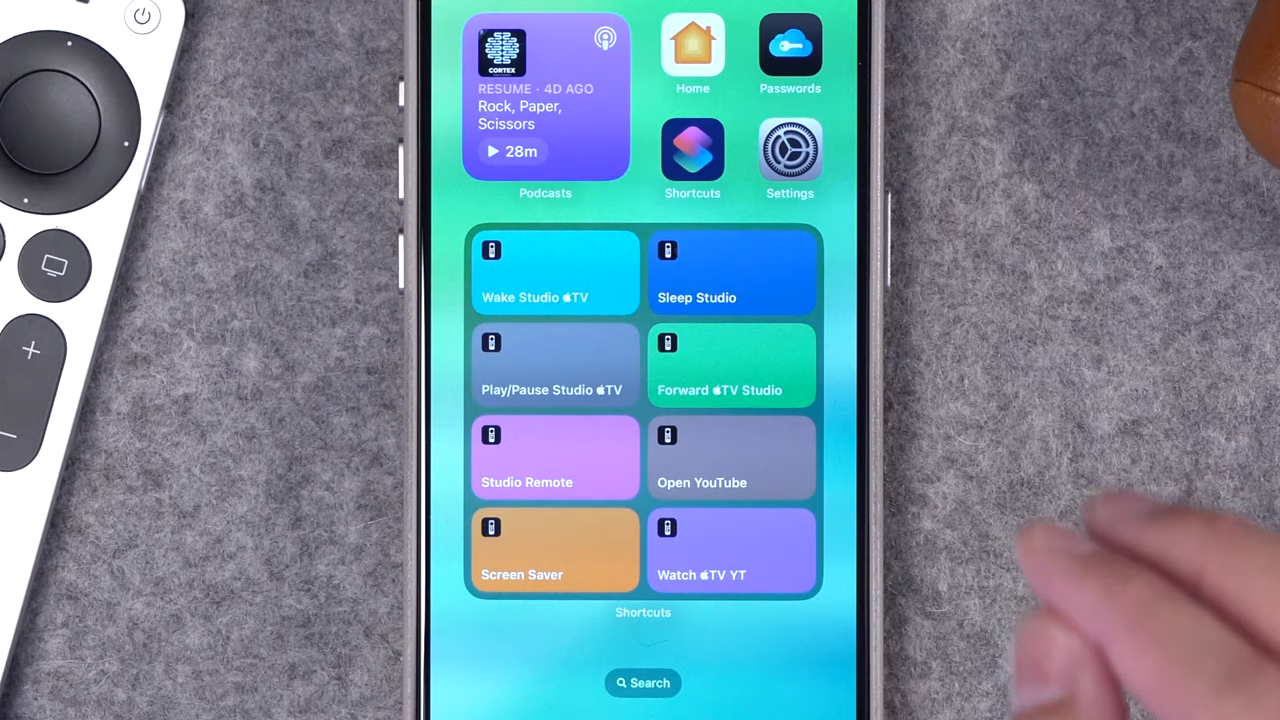 CORTEX
RESUME · 4D AGO
Rock, Paper,
Scissors
28m
Podcasts
Home
Passwords
Shortcuts
Settings
Wake Studio TV
Sleep Studio
Play/Pause Studio TV
Forward TV Studio
Studio Remote
Open YouTube
Screen Saver
Watch TV YT
Shortcuts
Search